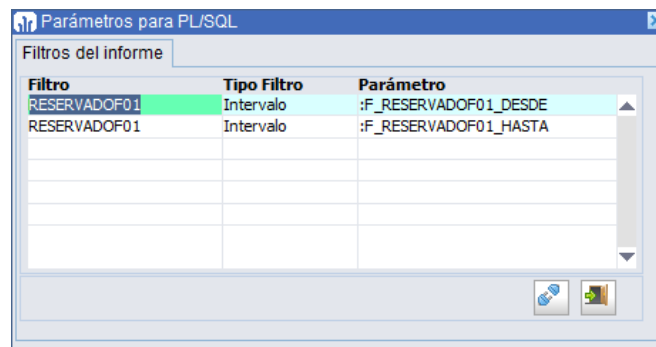 Parámetros para PL/SQL
Filtros del informe
Filtro Tipo Filtro Parámetro
RESERVADOF01 Intervalo :F_RESERVADOF01_DESDE
RESERVADOF01 Intervalo :F_RESERVADOF01_HASTA